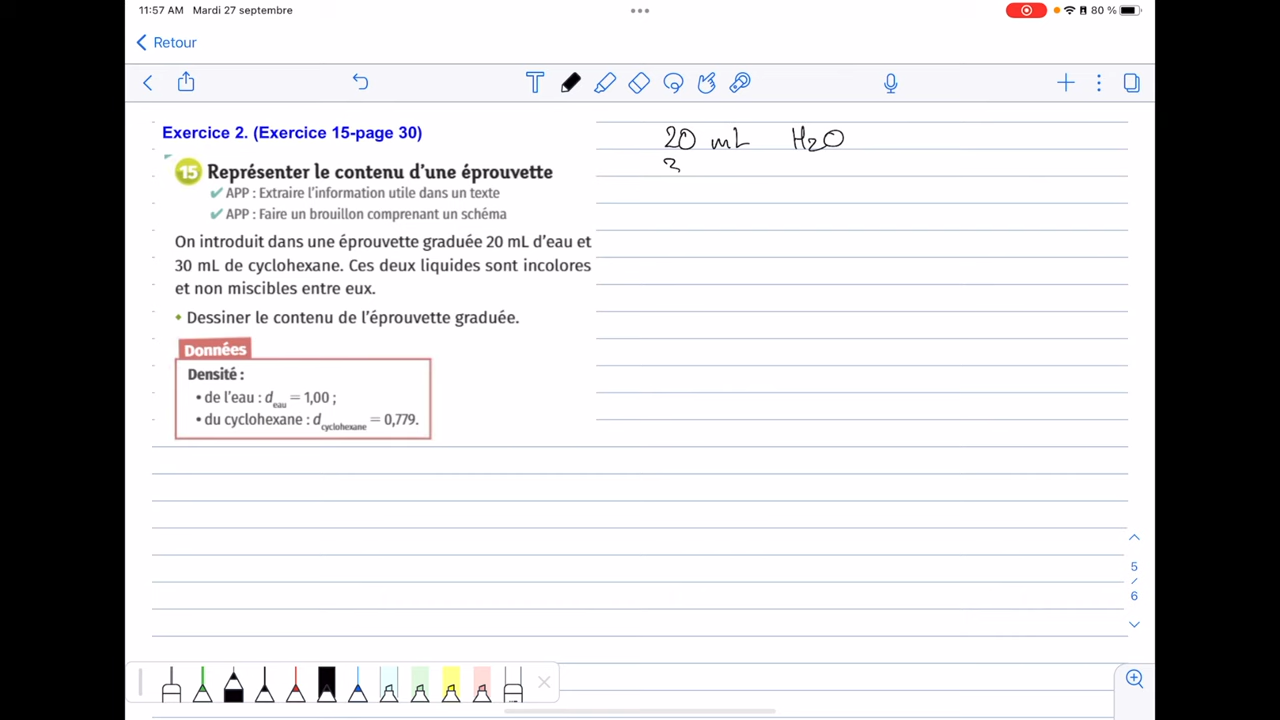 11:57 AM Mardi 27 septembre
80 %
Retour
Exercice 2. (Exercice 15-page 30)
20 mL H2O
3
15 Représenter le contenu d'une éprouvette
✔ APP : Extraire l'information utile dans un texte
✔ APP : Faire un brouillon comprenant un schéma
On introduit dans une éprouvette graduée 20 mL d'eau et
30 mL de cyclohexane. Ces deux liquides sont incolores
et non miscibles entre eux.
• Dessiner le contenu de l'éprouvette graduée.
Données
Densité :
• de l'eau : d eau = 1,00 ;
• du cyclohexane : d cyclohexane = 0,779.
5
/
6